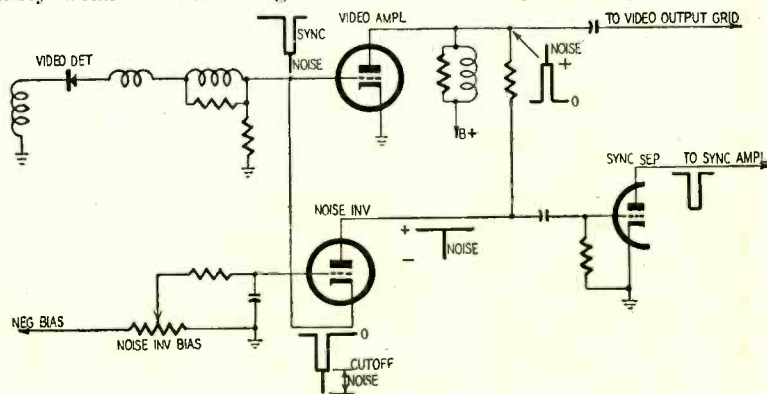 VIDEO AMPL
TO VIDEO OUTPUT GRID
SYNC
NOISE
VIDEO DET
NOISE
+
0
B+
SYNC SEP
TO SYNC AMPL
NOISE INV
+
NOISE
-
NEG BIAS
NOISE INV BIAS
0
CUTOFF
NOISE